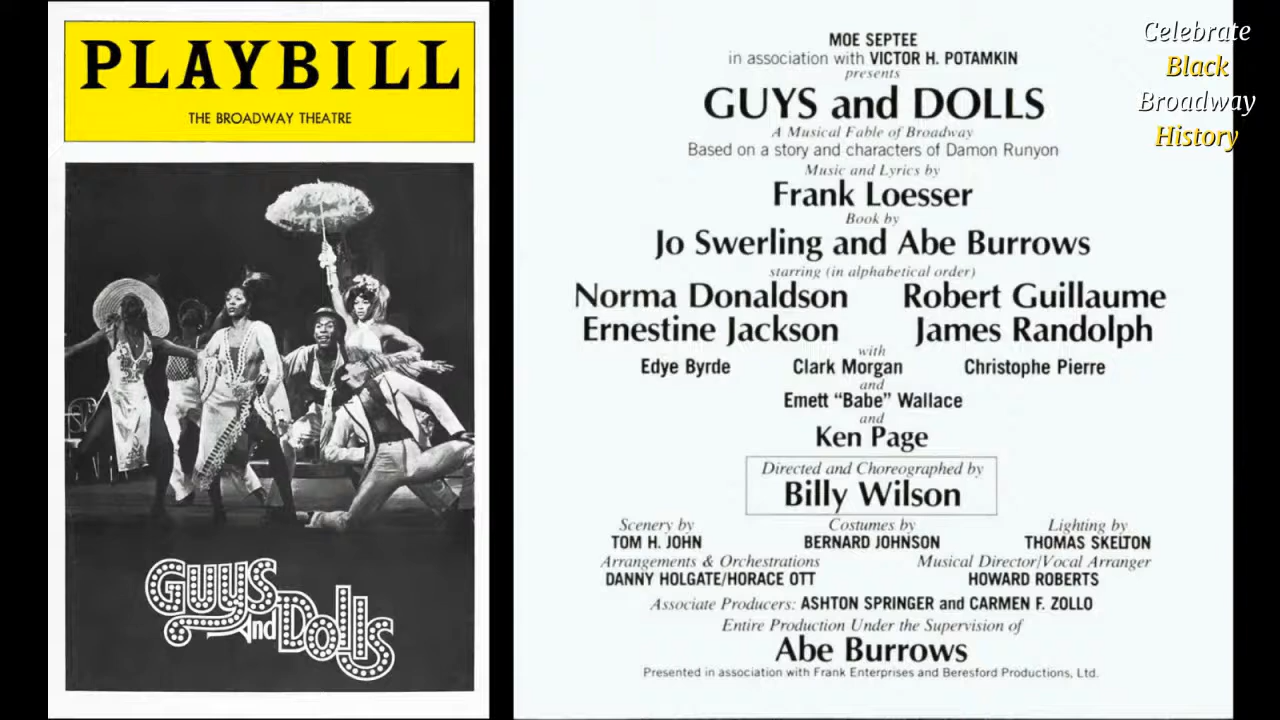 PLAYBILL
THE BROADWAY THEATRE
Guys
and Dolls
MOE SEPTEE
in association with VICTOR H. POTAMKIN
presents
GUYS and DOLLS
A Musical Fable of Broadway
Based on a story and characters of Damon Runyon
Music and Lyrics by
Frank Loesser
Book by
Jo Swerling and Abe Burrows
starring (in alphabetical order)
Norma Donaldson Robert Guillaume
Ernestine Jackson James Randolph
with
Edye Byrde Clark Morgan Christophe Pierre
and
Emett “Babe” Wallace
and
Ken Page
Directed and Choreographed by
Billy Wilson
Scenery by Costumes by Lighting by
TOM H. JOHN BERNARD JOHNSON THOMAS SKELTON
Arrangements & Orchestrations Musical Director/Vocal Arranger
DANNY HOLGATE/HORACE OTT HOWARD ROBERTS
Associate Producers: ASHTON SPRINGER and CARMEN F. ZOLLO
Entire Production Under the Supervision of
Abe Burrows
Presented in association with Frank Enterprises and Beresford Productions, Ltd.
Celebrate
Black
Broadway
History